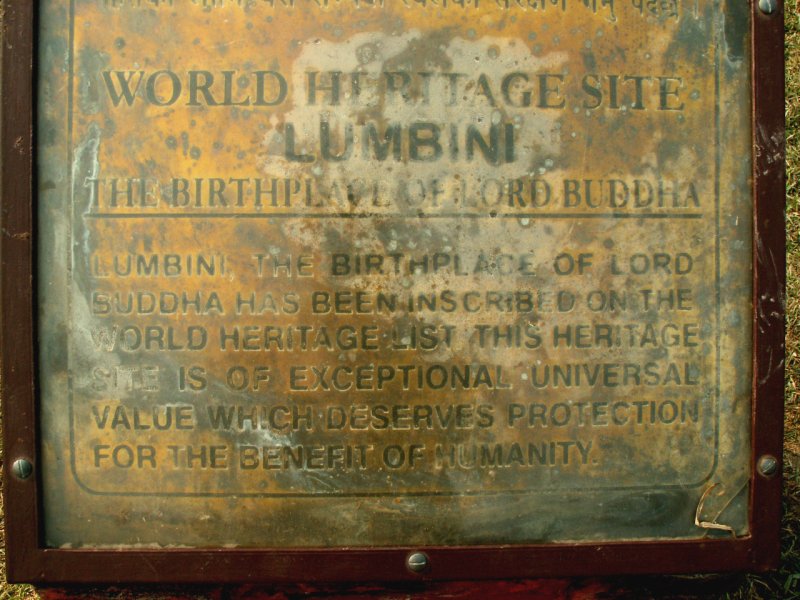 WORLD HERITAGE SITE
LUMBINI
THE BIRTHPLACE OF LORD BUDDHA
LUMBINI, THE BIRTHPLACE OF LORD
BUDDHA HAS BEEN INSCRIBED ON THE
WORLD HERITAGE LIST THIS HERITAGE
SITE IS OF EXCEPTIONAL UNIVERSAL
VALUE WHICH DESERVES PROTECTION
FOR THE BENEFIT OF HUMANITY.